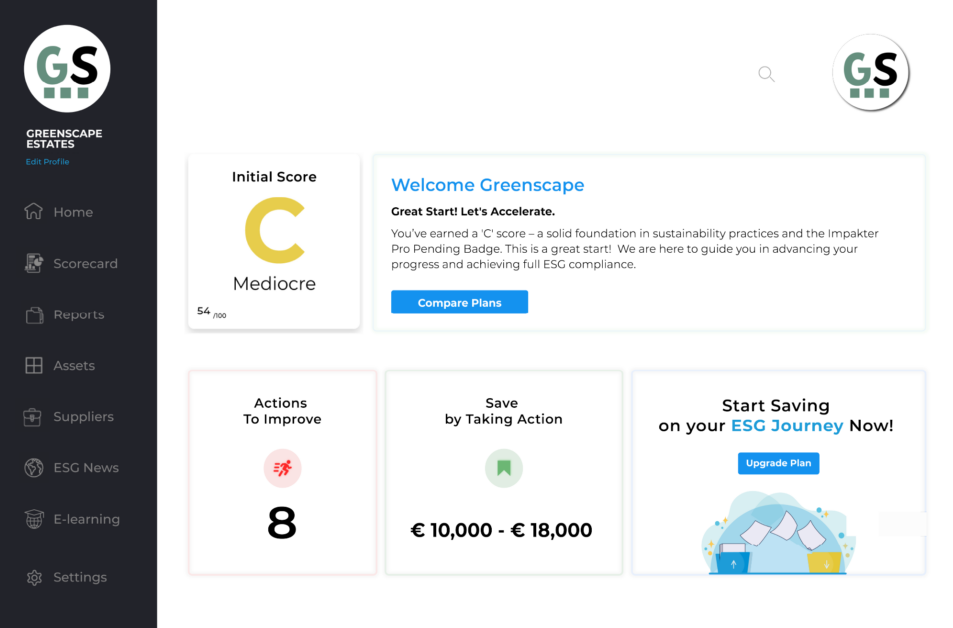 GS
GREENSCAPE
ESTATES
Edit Profile
Home
Scorecard
Reports
Assets
Suppliers
ESG News
E-learning
Settings
GS
Initial Score
C
Mediocre
54 /100
Welcome Greenscape
Great Start! Let's Accelerate.
You’ve earned a 'C' score – a solid foundation in sustainability practices and the Impakter
Pro Pending Badge. This is a great start!  We are here to guide you in advancing your
progress and achieving full ESG compliance.
Compare Plans
Actions
To Improve
8
Save
by Taking Action
€ 10,000 - € 18,000
Start Saving
on your ESG Journey Now!
Upgrade Plan